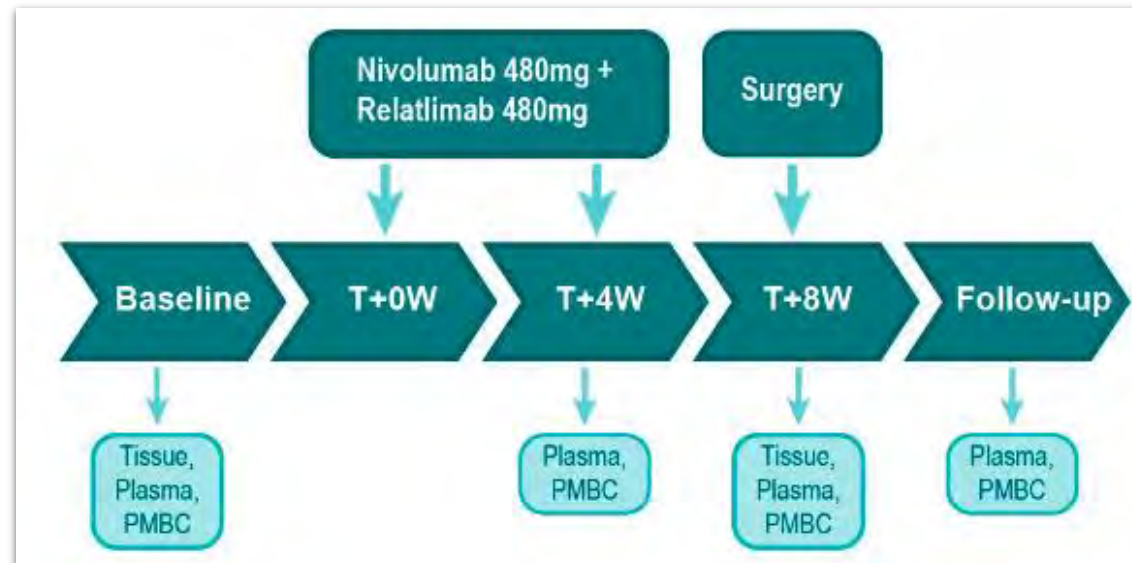 Nivolumab 480mg +
Relatlimab 480mg
Surgery
Baseline
T+0W
T+4W
T+8W
Follow-up
Tissue,
Plasma,
PMBC
Plasma,
PMBC
Tissue,
Plasma,
PMBC
Plasma,
PMBC